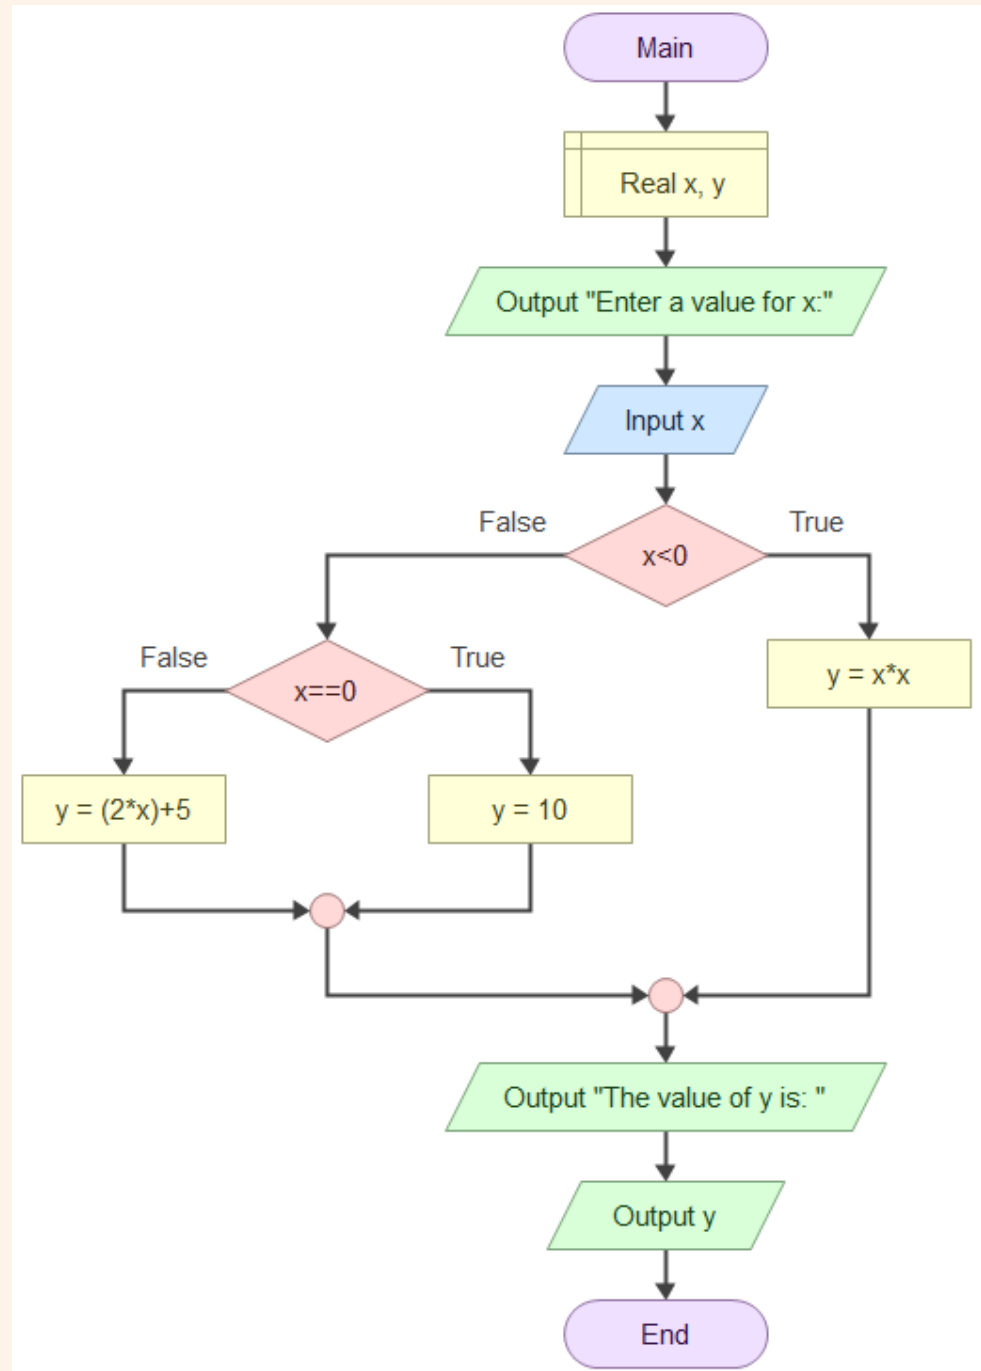 Main
Real x, y
Output "Enter a value for x:"
Input x
False
True
x<0
False
True
x==0
y = x*x
y = (2*x)+5
y = 10
Output "The value of y is: "
Output y
End